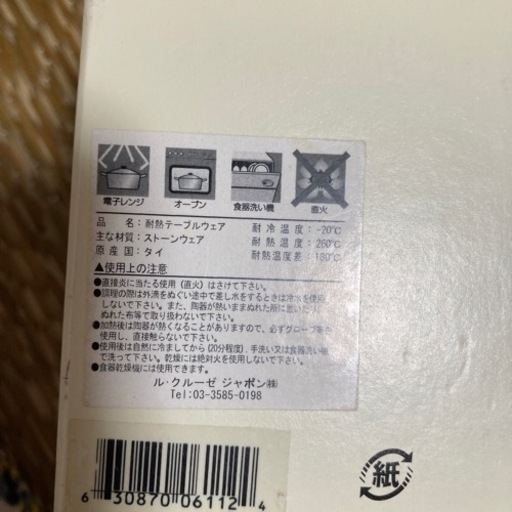 電子レンジ オーブン 食器洗い機 直火
品 名:耐熱テーブルウェア 耐冷温度:-20℃
主な材質:ストーンウェア 耐熱温度:260℃
原産国:タイ 耐熱温度差:180℃
▲使用上の注意
●直接炎に当たる使用(直火)はさけて下さい。
●調理の際は外滴をぬぐい途中で差し水をするときは冷水を使用
しないで下さい。また、陶器が熱いままぬれた所に置いたり
ぬれた布等で取り扱わないで下さい。
●加熱後は陶器が熱くなることがありますので、必ずグローブ等を
使用し、直接触らないで下さい。
●使用後は自然に冷ましてから(20分程度)、手洗い又は食器洗い機
で洗って下さい。乾燥には絶対火を使用しないで下さい。
●食器乾燥機には使用できます。
ル・クルーゼ ジャポン㈱
Tel:03-3585-0198
6 30870 06112 4
紙